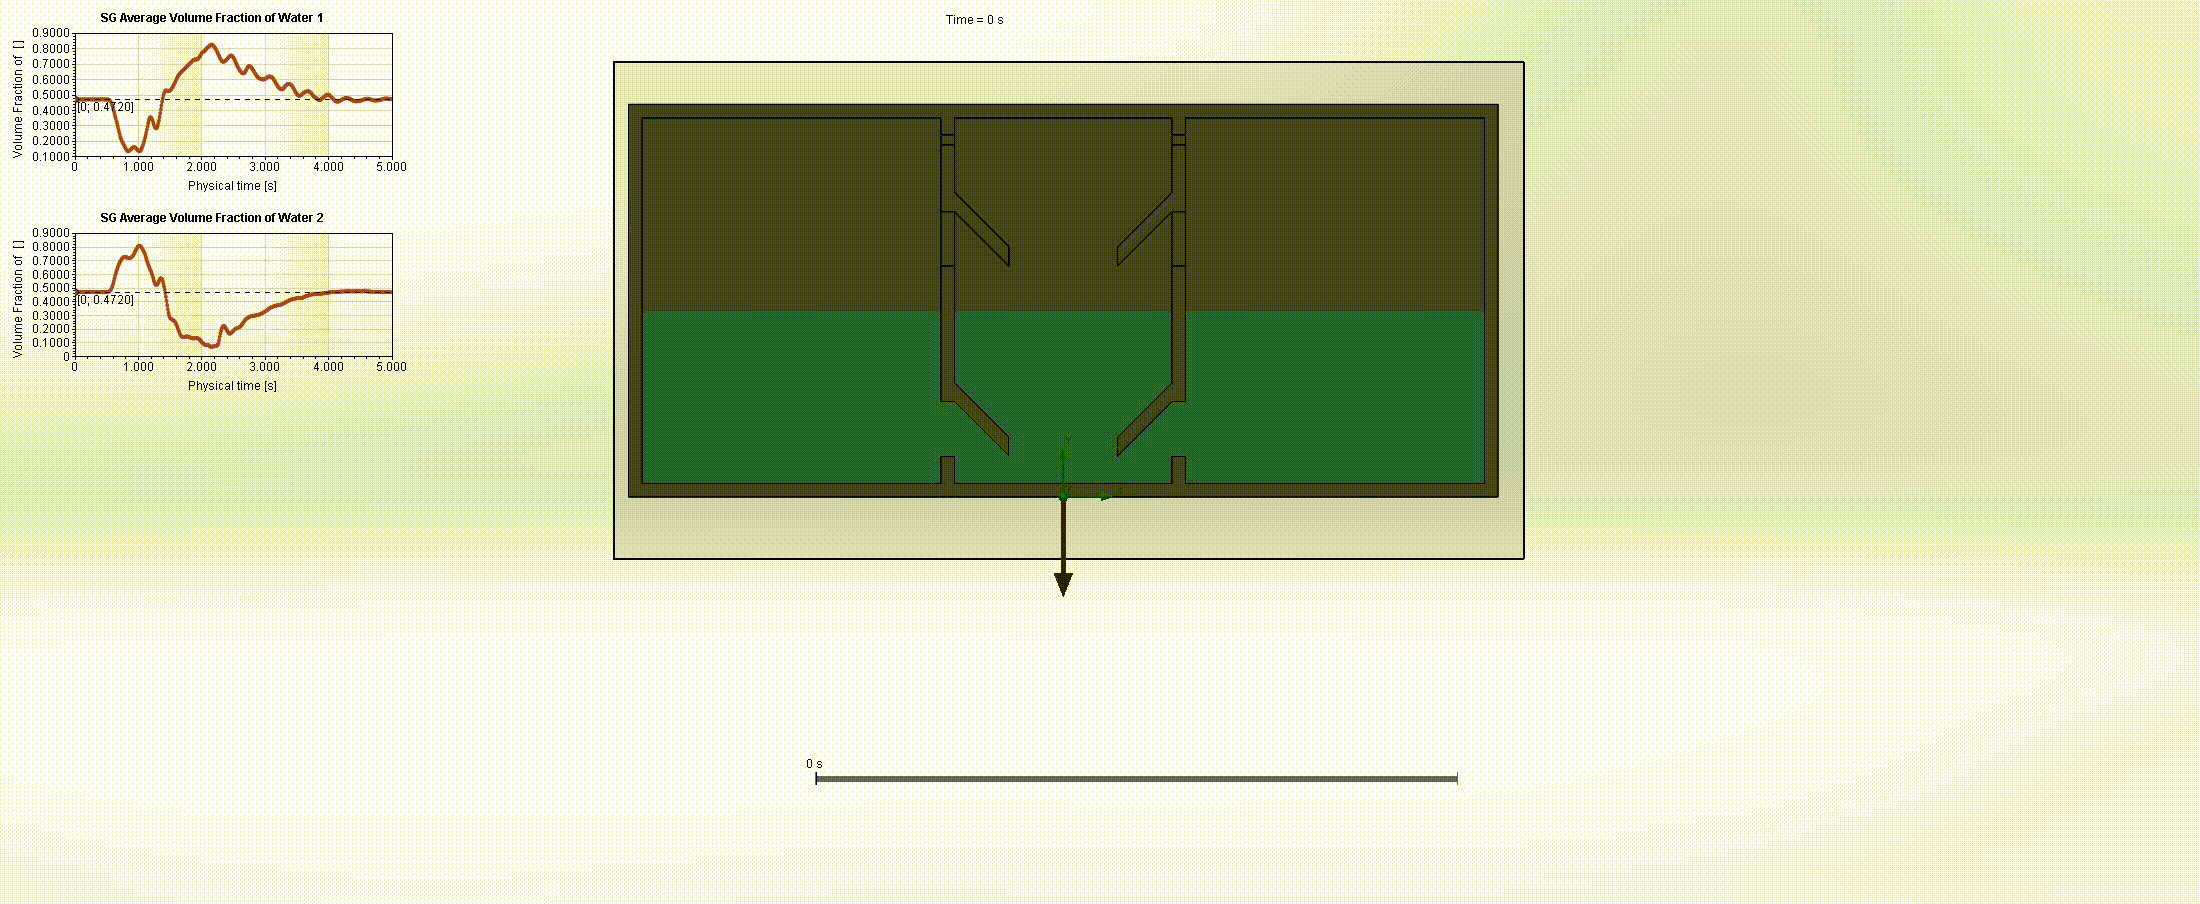 SG Average Volume Fraction of Water 1
Volume Fraction of [ ]
0.9000
0.8000
0.7000
0.6000
0.5000
0.4000
0.3000
0.2000
0.1000
[0; 0.4720]
0 1.000 2.000 3.000 4.000 5.000
Physical time [s]
SG Average Volume Fraction of Water 2
Volume Fraction of [ ]
0.9000
0.8000
0.7000
0.6000
0.5000
0.4000
0.3000
0.2000
0.1000
0
[0; 0.4720]
0 1.000 2.000 3.000 4.000 5.000
Physical time [s]
Time = 0 s
Y
0 s